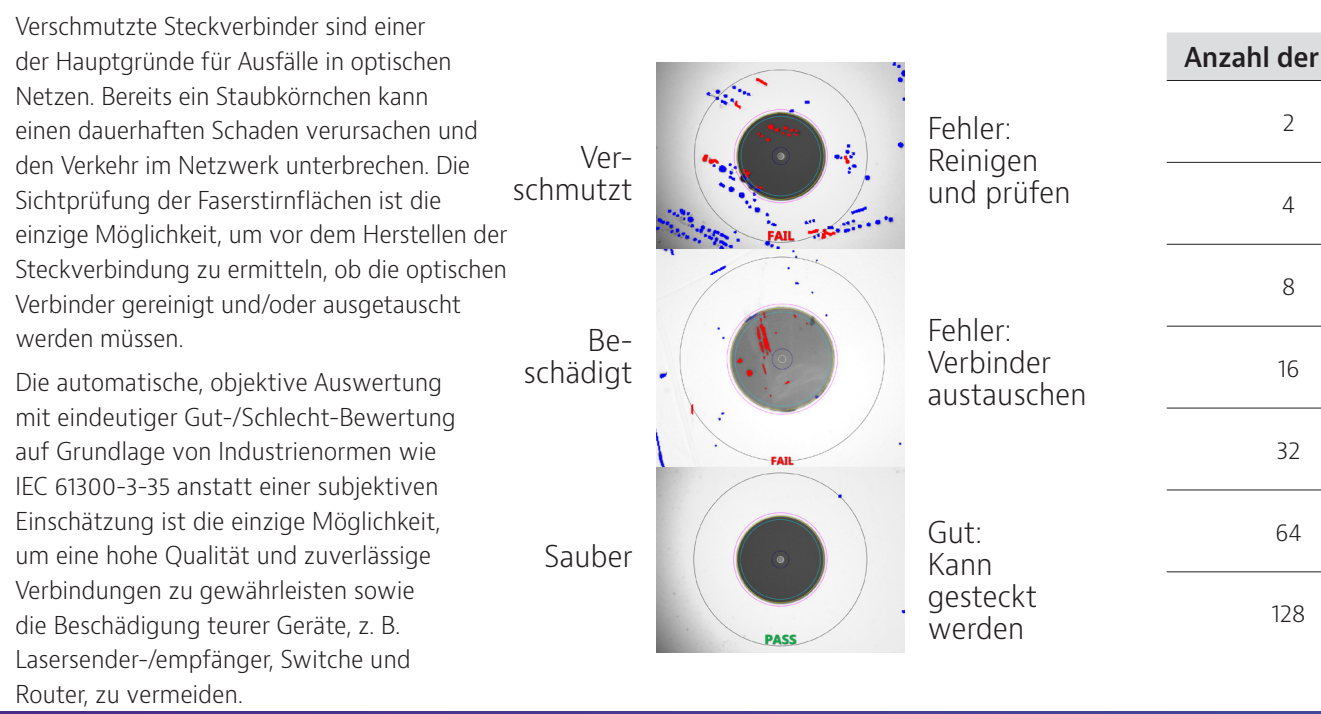 Verschmutzte Steckverbinder sind einer
der Hauptgründe für Ausfälle in optischen
Netzen. Bereits ein Staubkörnchen kann
einen dauerhaften Schaden verursachen und
den Verkehr im Netzwerk unterbrechen. Die
Sichtprüfung der Faserstirnflächen ist die
einzige Möglichkeit, um vor dem Herstellen der
Steckverbindung zu ermitteln, ob die optischen
Verbinder gereinigt und/oder ausgetauscht
werden müssen.
Die automatische, objektive Auswertung
mit eindeutiger Gut-/Schlecht-Bewertung
auf Grundlage von Industrienormen wie
IEC 61300-3-35 anstatt einer subjektiven
Einschätzung ist die einzige Möglichkeit,
um eine hohe Qualität und zuverlässige
Verbindungen zu gewährleisten sowie
die Beschädigung teurer Geräte, z. B.
Lasersender-/empfänger, Switche und
Router, zu vermeiden.
Ver-
schmutzt
FAIL
Fehler:
Reinigen
und prüfen
Be-
schädigt
FAIL
Fehler:
Verbinder
austauschen
Sauber
PASS
Gut:
Kann
gesteckt
werden
Anzahl der
2
4
8
16
32
64
128